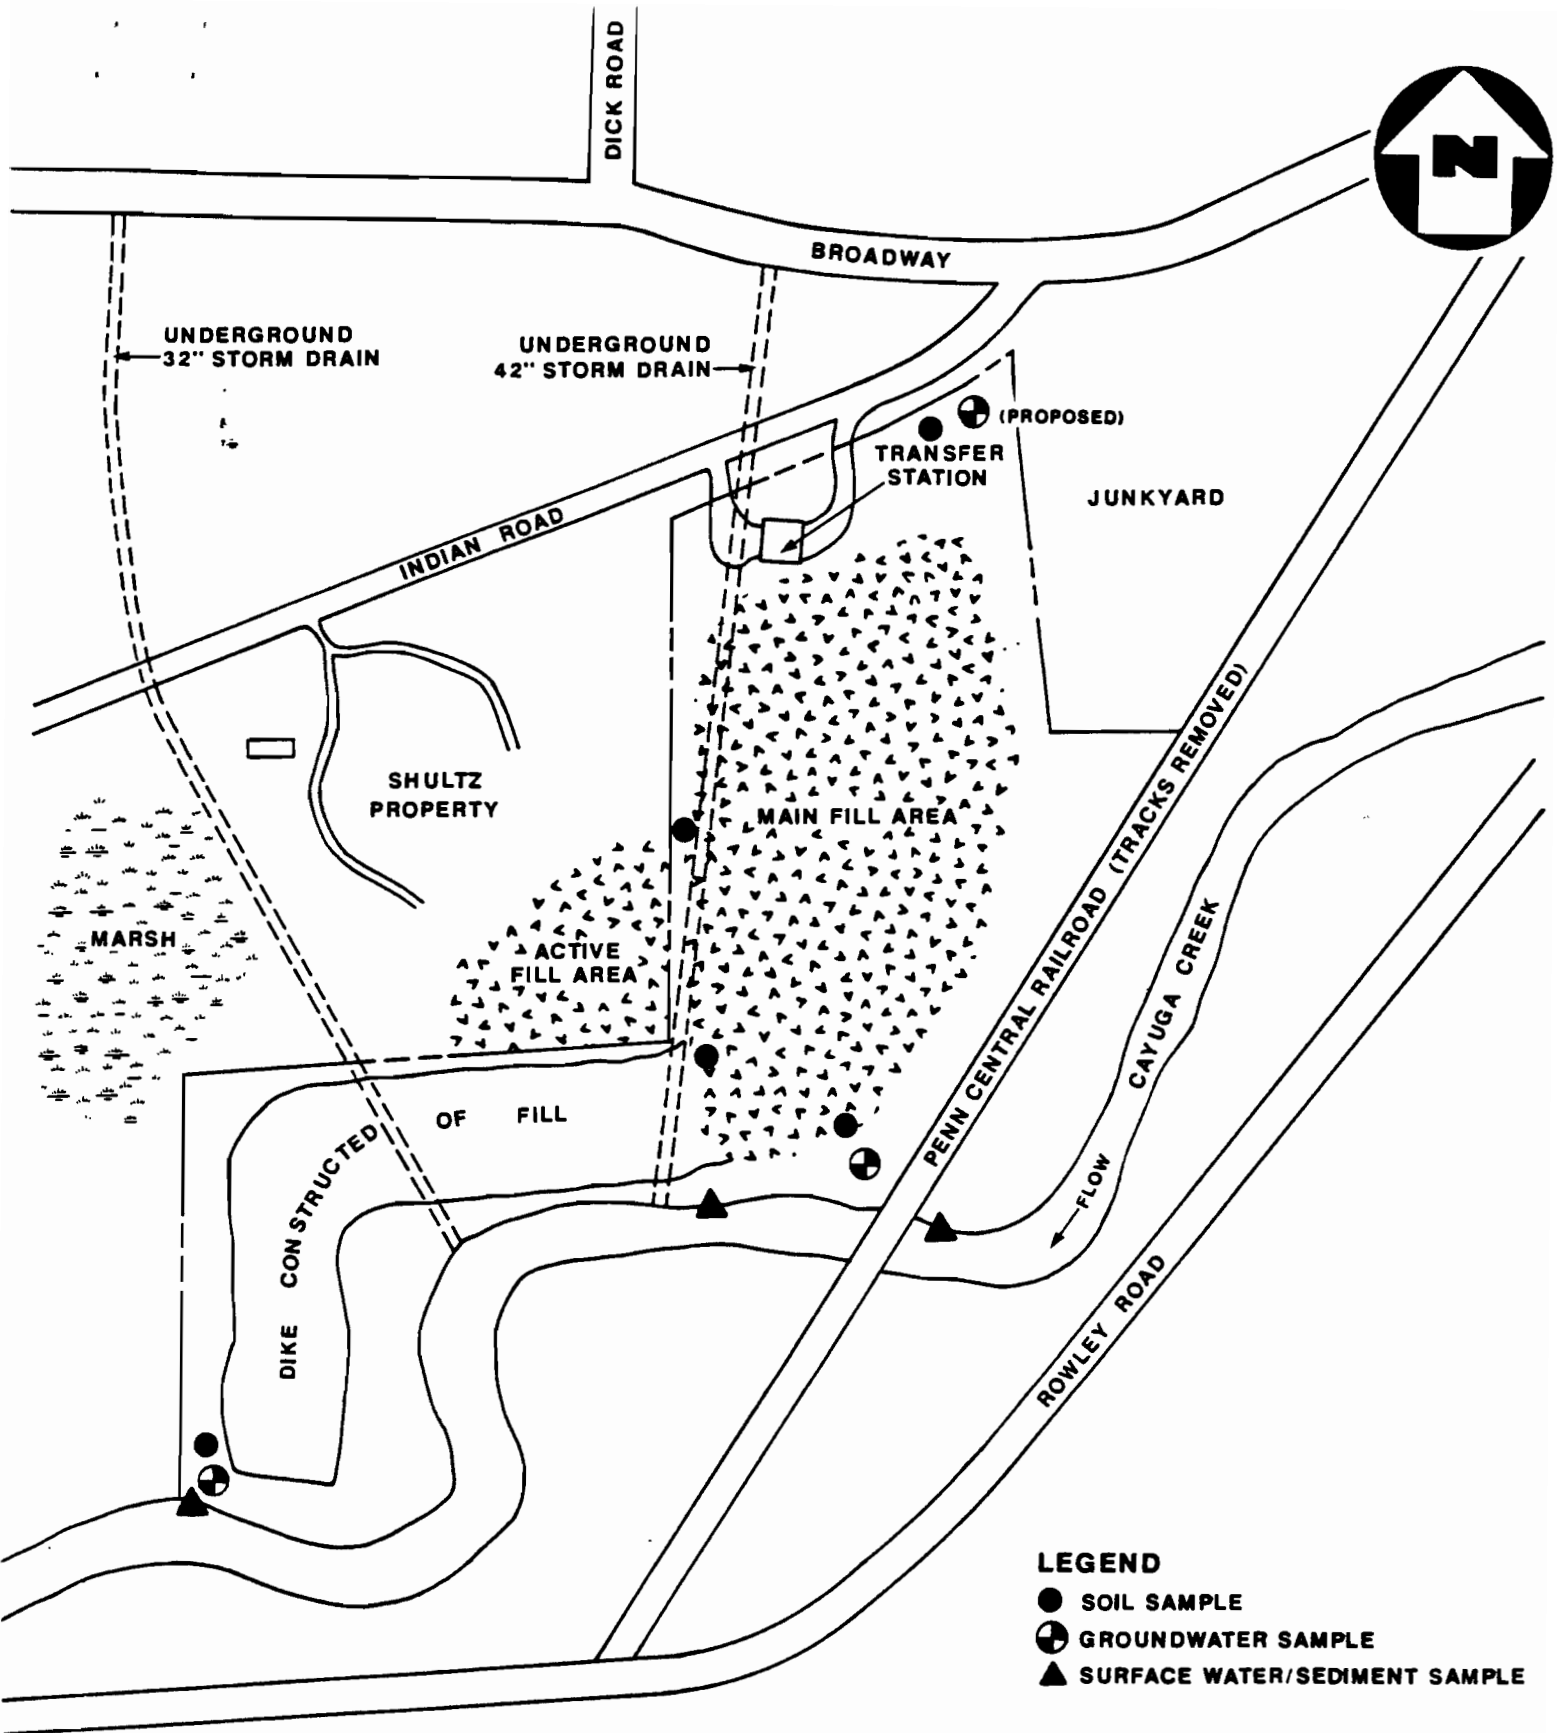 DICK ROAD
N
BROADWAY
UNDERGROUND
32" STORM DRAIN
UNDERGROUND
42" STORM DRAIN
(PROPOSED)
TRANSFER
STATION
JUNKYARD
INDIAN ROAD
SHULTZ
PROPERTY
MAIN FILL AREA
PENN CENTRAL RAILROAD (TRACKS REMOVED)
MARSH
ACTIVE
FILL AREA
CAYUGA CREEK
DIKE CONSTRUCTED OF FILL
FLOW
ROWLEY ROAD
LEGEND
SOIL SAMPLE
GROUNDWATER SAMPLE
SURFACE WATER/SEDIMENT SAMPLE